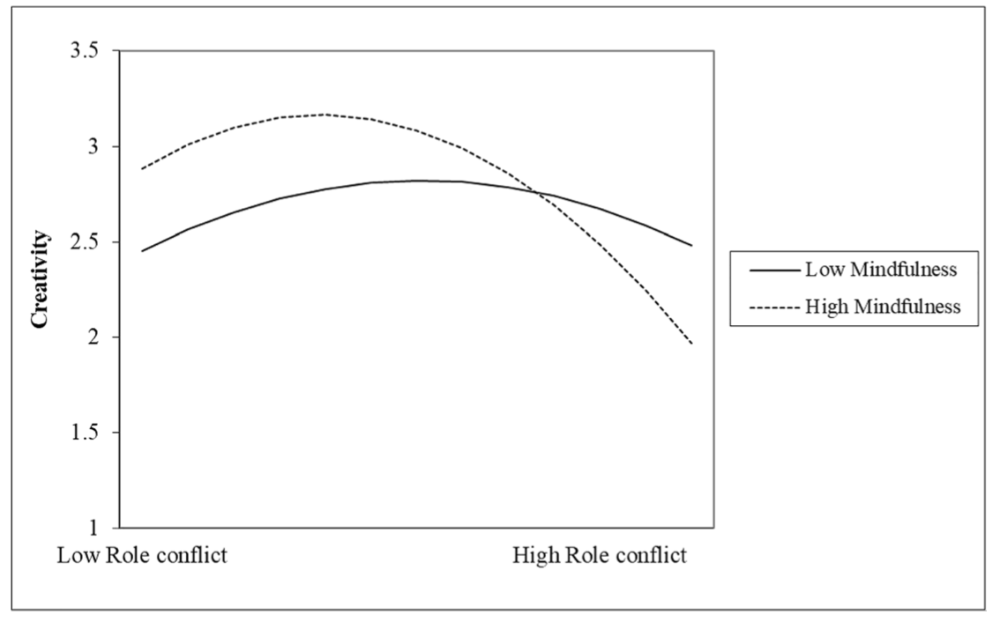 3.5
3
2.5
2
1.5
1
Creativity
Low Role conflict
High Role conflict
Low Mindfulness
High Mindfulness